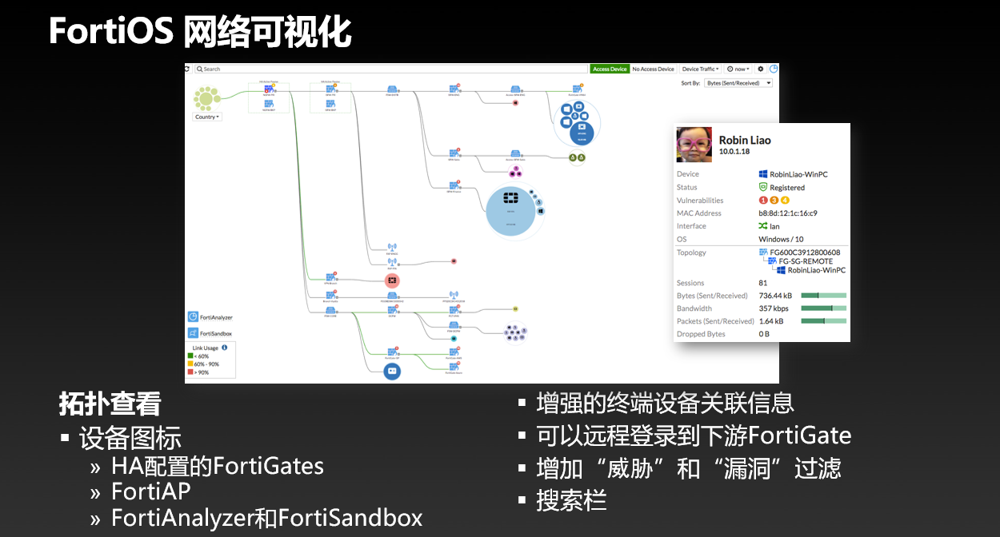 FortiOS 网络可视化
Search
Access Device
No Access Device
Device Traffic
now
Sort By:
Bytes (Sent/Received)
Country
FortiAnalyzer
FortiSandbox
Link Usage
< 60%
60% - 90%
> 90%
Robin Liao
10.0.1.18
Device RobinLiao-WinPC
Status Registered
Vulnerabilities 1 3 4
MAC Address b8:8d:12:1c:16:c9
Interface lan
OS Windows / 10
Topology FG600C3912800608
FG-SG-REMOTE
RobinLiao-WinPC
Sessions 81
Bytes (Sent/Received) 736.44 kB
Bandwidth 357 kbps
Packets (Sent/Received) 1.64 kB
Dropped Bytes 0 B
拓扑查看
▪ 设备图标
» HA配置的FortiGates
» FortiAP
» FortiAnalyzer和FortiSandbox
▪ 增强的终端设备关联信息
▪ 可以远程登录到下游FortiGate
▪ 增加“威胁”和“漏洞”过滤
▪ 搜索栏